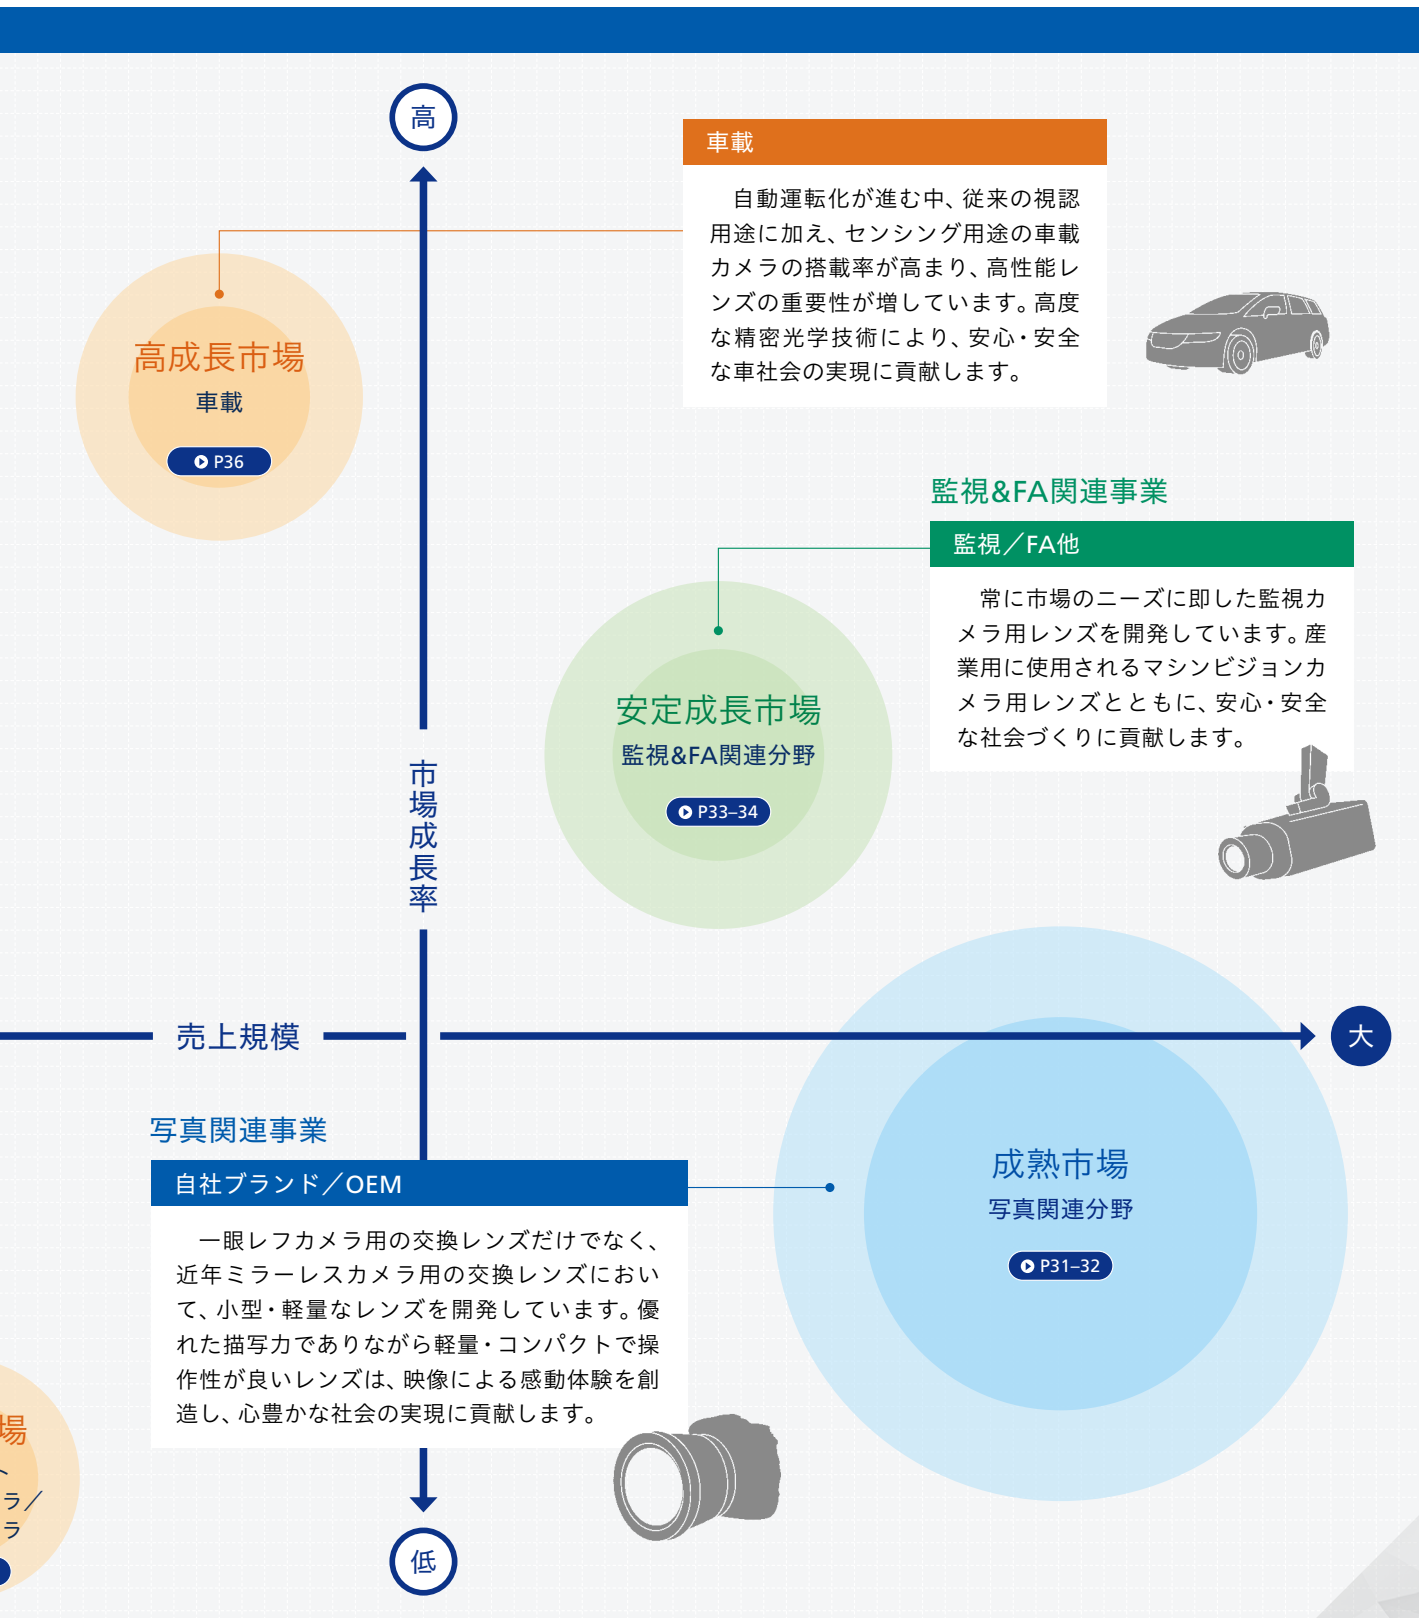 高
車載
自動運転化が進む中、従来の視認
用途に加え、センシング用途の車載
カメラの搭載率が高まり、高性能レ
ンズの重要性が増しています。高度
な精密光学技術により、安心・安全
な車社会の実現に貢献します。
高成長市場
車載
P36
監視&FA関連事業
監視／FA他
常に市場のニーズに即した監視カ
メラ用レンズを開発しています。産
業用に使用されるマシンビジョンカ
メラ用レンズとともに、安心・安全
な社会づくりに貢献します。
安定成長市場
監視&FA関連分野
P33–34
市場成長率
売上規模
大
写真関連事業
自社ブランド／OEM
一眼レフカメラ用の交換レンズだけでなく、
近年ミラーレスカメラ用の交換レンズにおい
て、小型・軽量なレンズを開発しています。優
れた描写力でありながら軽量・コンパクトで操
作性が良いレンズは、映像による感動体験を創
造し、心豊かな社会の実現に貢献します。
成熟市場
写真関連分野
P31–32
場
ト
ラ／
ラ
低